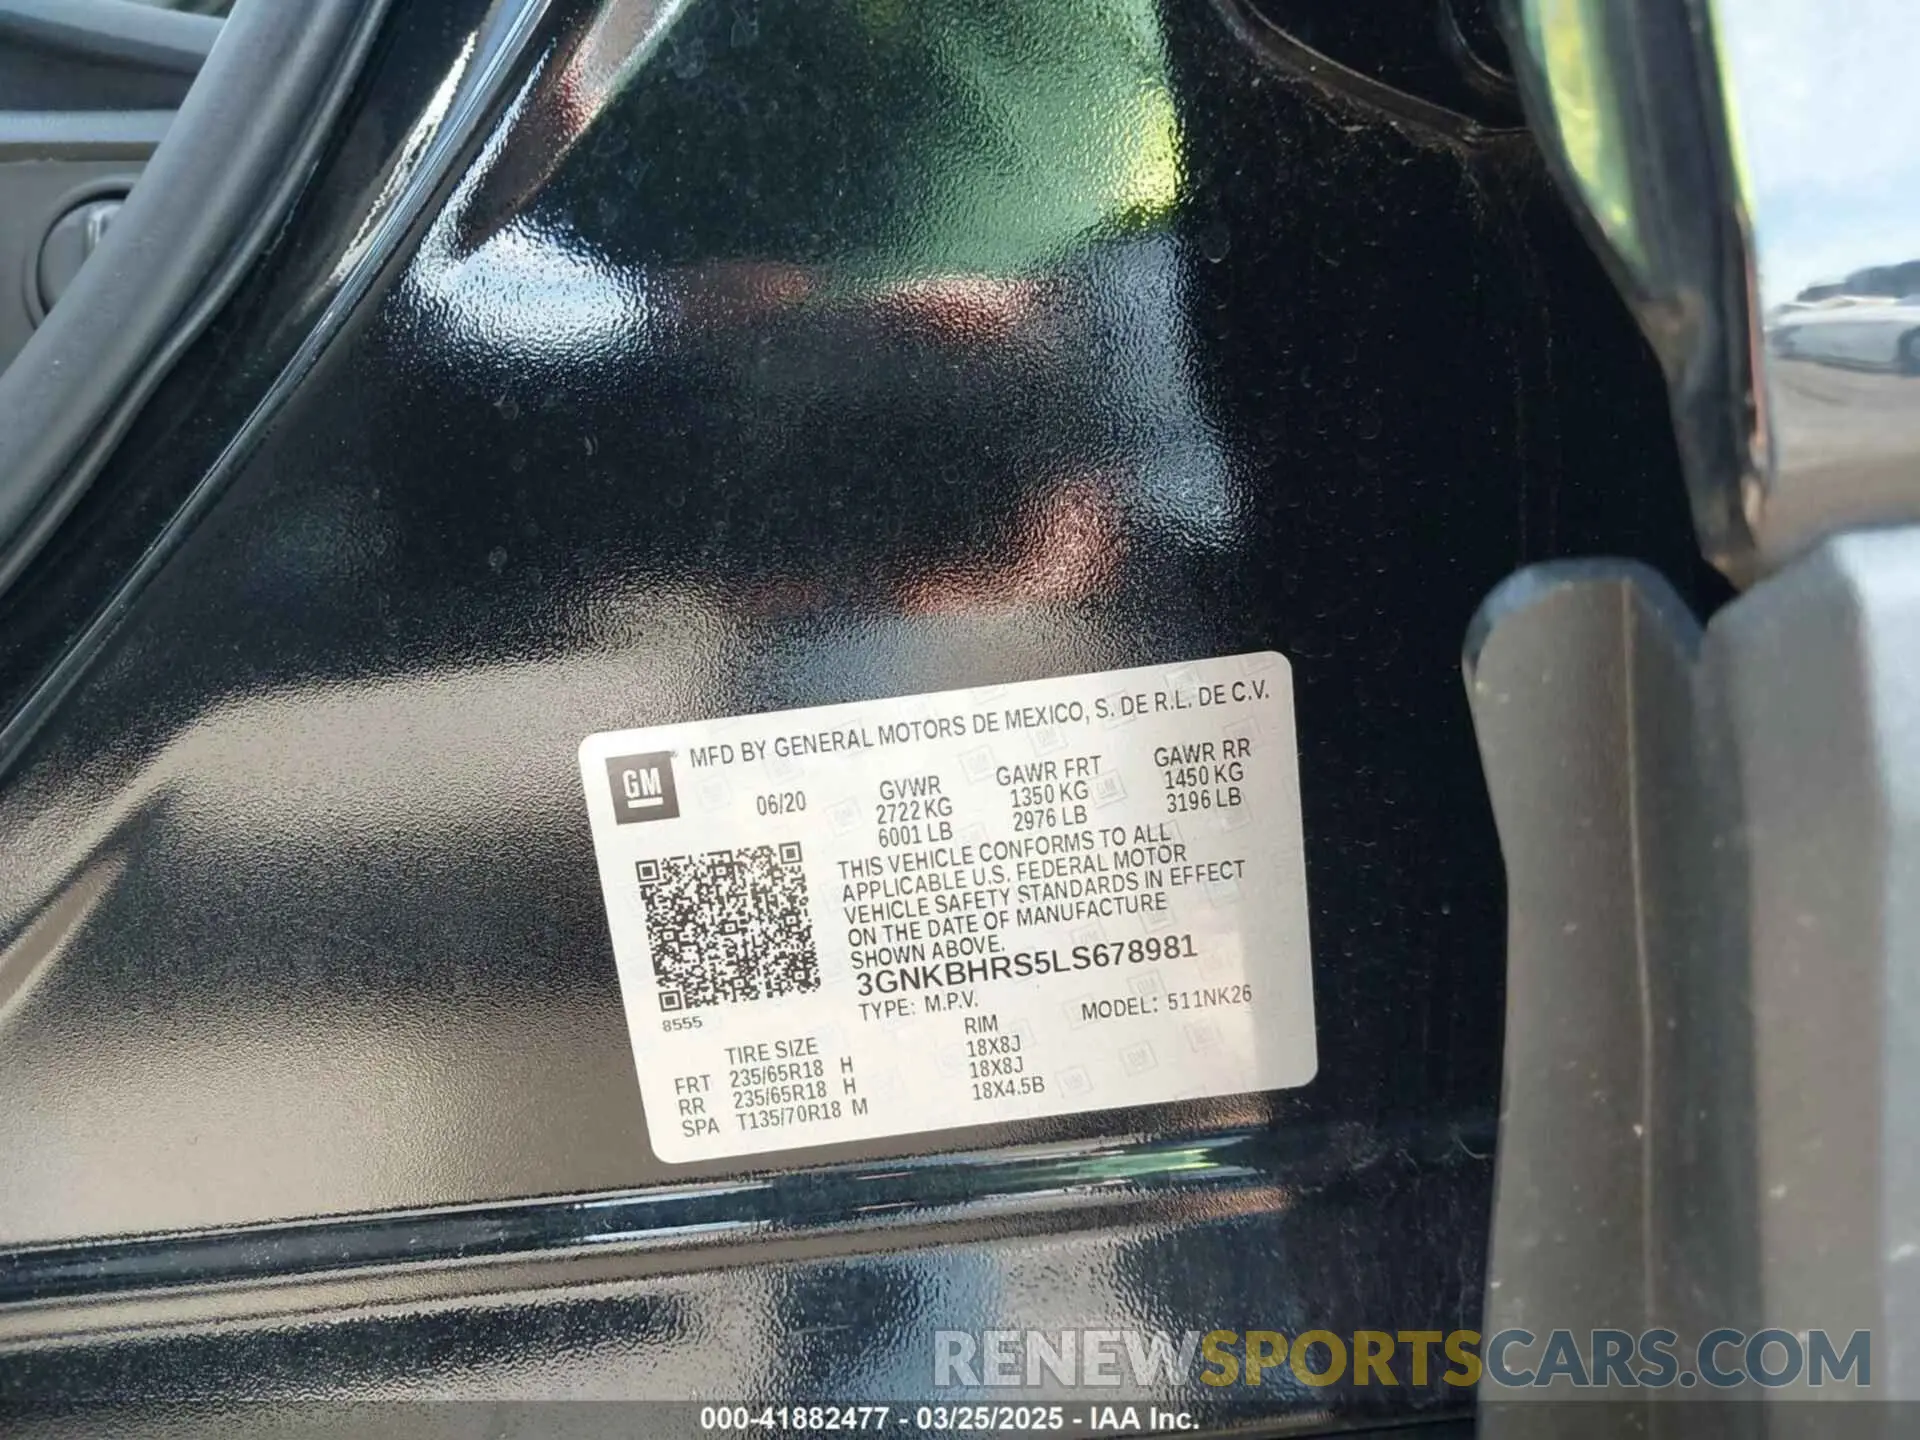 MFD BY GENERAL MOTORS DE MEXICO, S. DE R.L. DE C.V.
GM
06/20
GVWR
2722 KG
6001 LB
GAWR FRT
1350 KG
2976 LB
GAWR RR
1450 KG
3196 LB
THIS VEHICLE CONFORMS TO ALL
APPLICABLE U.S. FEDERAL MOTOR
VEHICLE SAFETY STANDARDS IN EFFECT
ON THE DATE OF MANUFACTURE
SHOWN ABOVE.
3GNKBHRS5LS678981
TYPE: M.P.V.
MODEL: 511NK26
8555
TIRE SIZE RIM
FRT 235/65R18 H 18X8J
RR 235/65R18 H 18X8J
SPA T135/70R18 M 18X4.5B
RENEWSPORTSCARS.COM
000-41882477 - 03/25/2025 - IAA Inc.